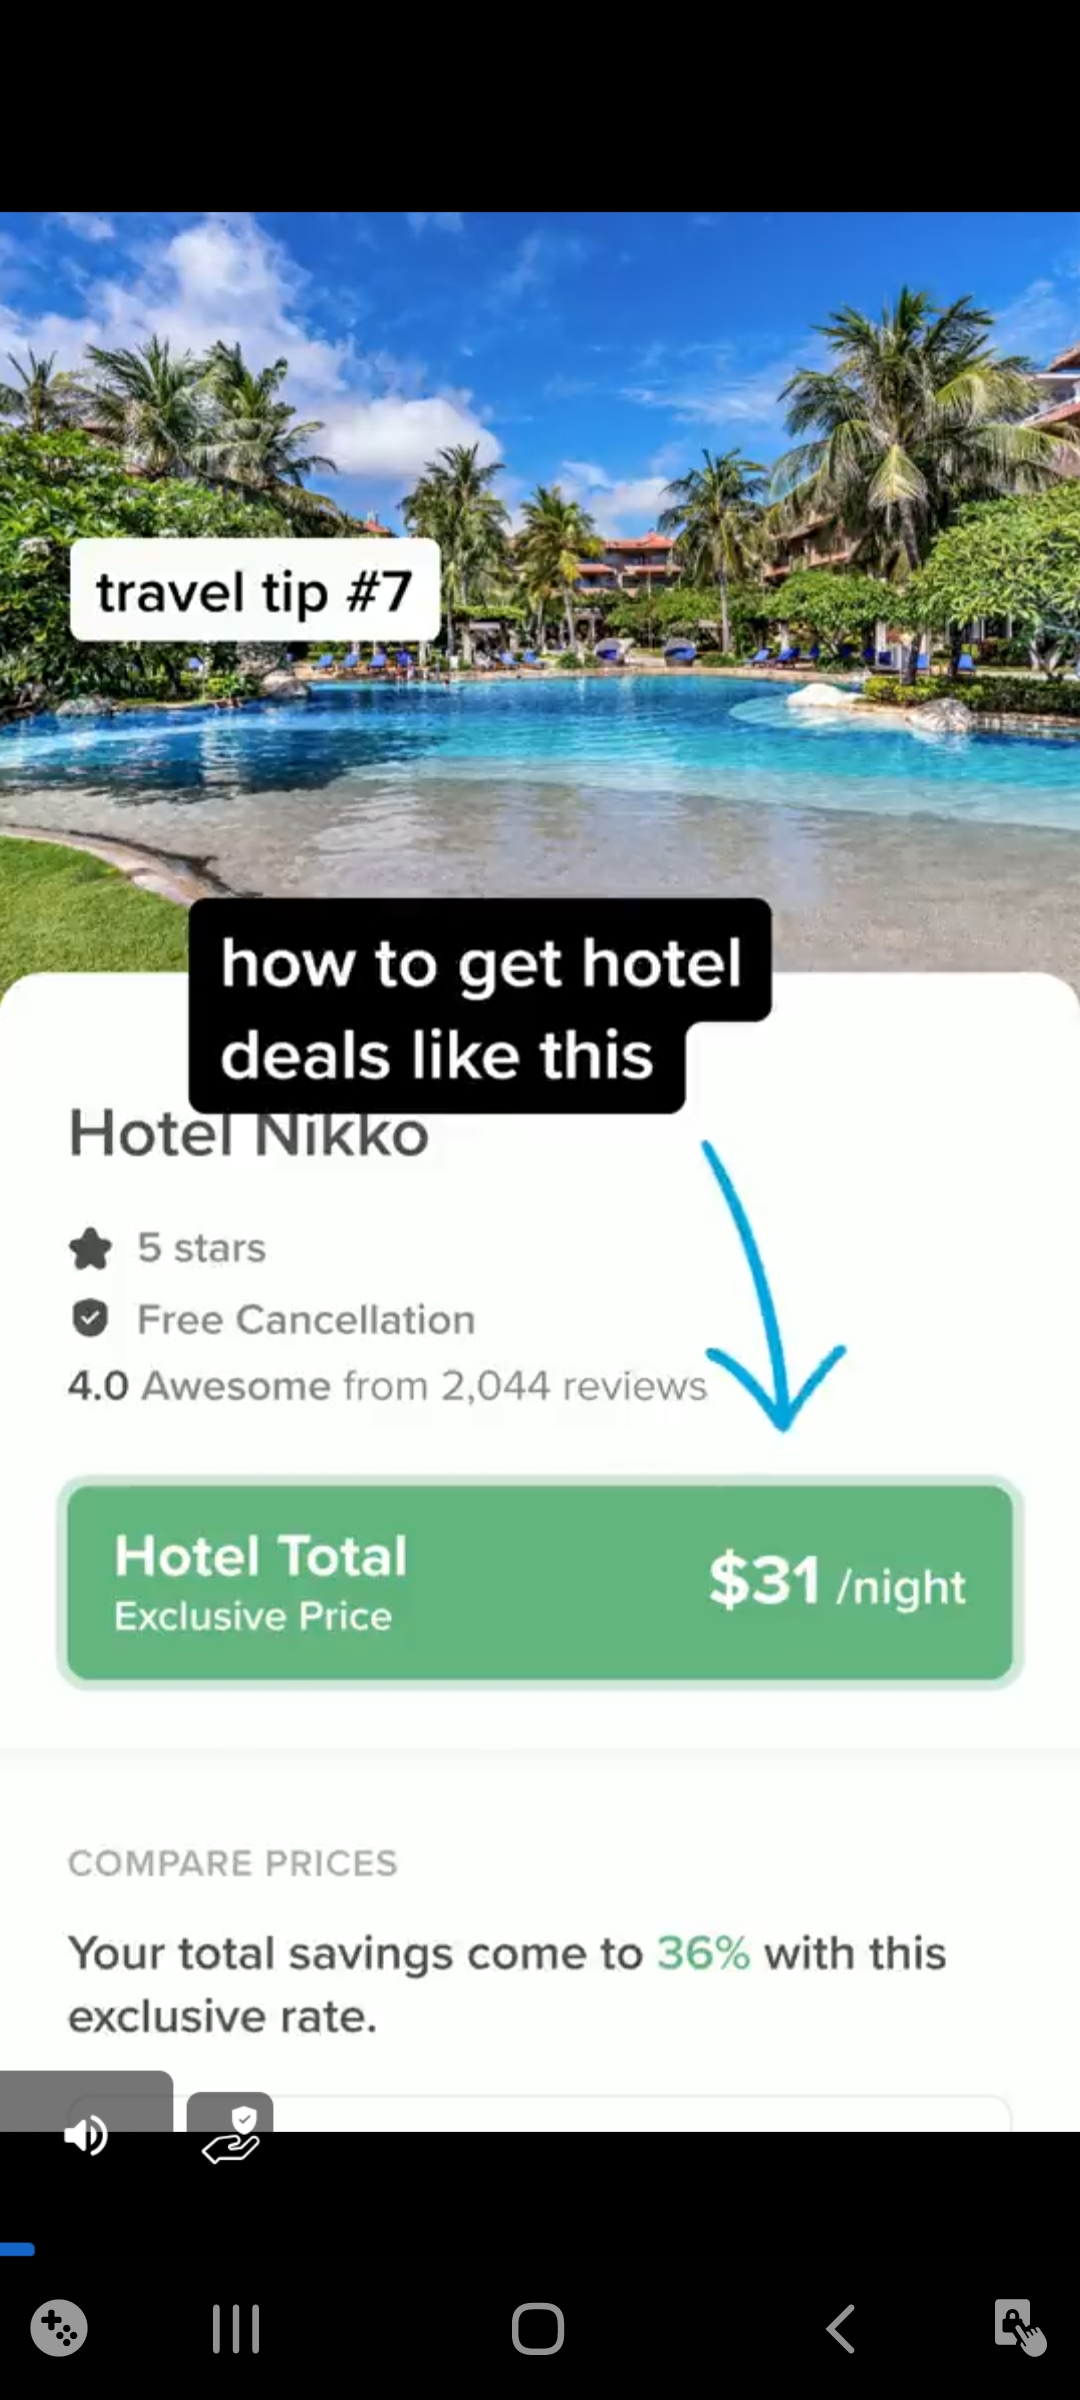 travel tip #7
how to get hotel
deals like this
Hotel Nikko
5 stars
Free Cancellation
4.0 Awesome from 2,044 reviews
Hotel Total
Exclusive Price
$31 /night
COMPARE PRICES
Your total savings come to 36% with this
exclusive rate.